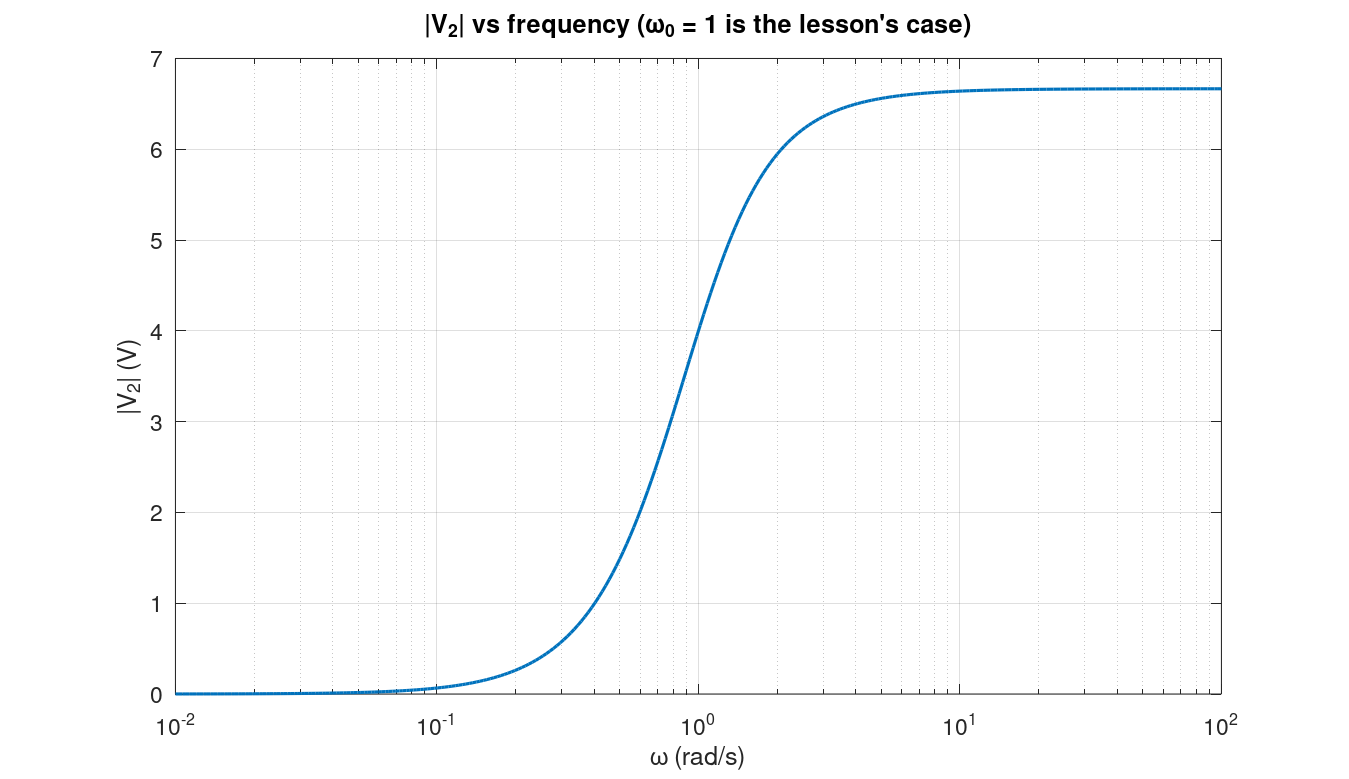 |V₂| vs frequency (ω₀ = 1 is the lesson's case)
7
6
5
4
3
2
1
0
|V₂| (V)
10⁻² 10⁻¹ 10⁰ 10¹ 10²
ω (rad/s)